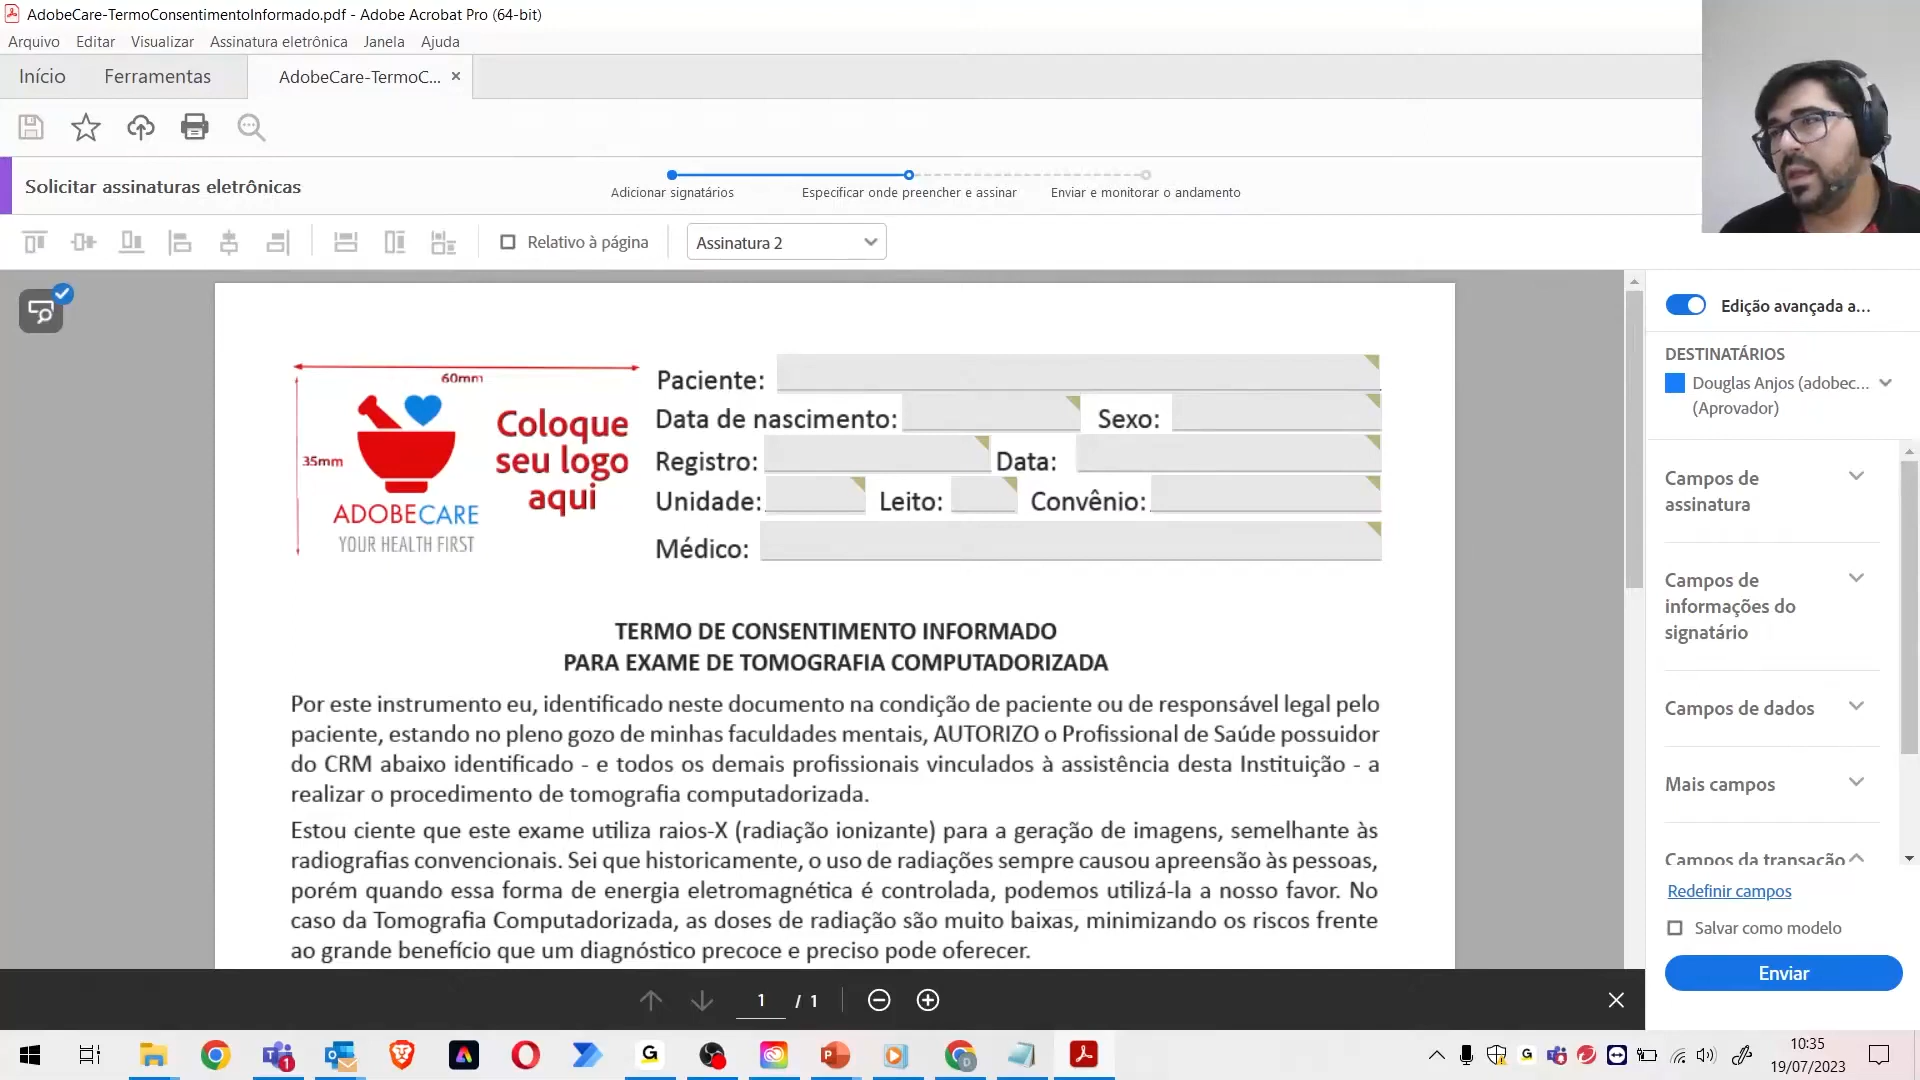 AdobeCare-TermoConsentimentoInformado.pdf - Adobe Acrobat Pro (64-bit)
Arquivo Editar Visualizar Assinatura eletrônica Janela Ajuda
Início Ferramentas AdobeCare-TermoC... ×
Solicitar assinaturas eletrônicas
Adicionar signatários Especificar onde preencher e assinar Enviar e monitorar o andamento
Relativo à página Assinatura 2
Edição avançada a...
DESTINATÁRIOS
Douglas Anjos (adobec...
(Aprovador)
Campos de
assinatura
Campos de
informações do
signatário
Campos de dados
Mais campos
Campos da transação
Redefinir campos
Salvar como modelo
Enviar
60mm
35mm
Coloque
seu logo
aqui
ADOBECARE
YOUR HEALTH FIRST
Paciente:
Data de nascimento: Sexo:
Registro: Data:
Unidade: Leito: Convênio:
Médico:
TERMO DE CONSENTIMENTO INFORMADO
PARA EXAME DE TOMOGRAFIA COMPUTADORIZADA
Por este instrumento eu, identificado neste documento na condição de paciente ou de responsável legal pelo
paciente, estando no pleno gozo de minhas faculdades mentais, AUTORIZO o Profissional de Saúde possuidor
do CRM abaixo identificado - e todos os demais profissionais vinculados à assistência desta Instituição - a
realizar o procedimento de tomografia computadorizada.
Estou ciente que este exame utiliza raios-X (radiação ionizante) para a geração de imagens, semelhante às
radiografias convencionais. Sei que historicamente, o uso de radiações sempre causou apreensão às pessoas,
porém quando essa forma de energia eletromagnética é controlada, podemos utilizá-la a nosso favor. No
caso da Tomografia Computadorizada, as doses de radiação são muito baixas, minimizando os riscos frente
ao grande benefício que um diagnóstico precoce e preciso pode oferecer.
1 / 1
10:35
19/07/2023